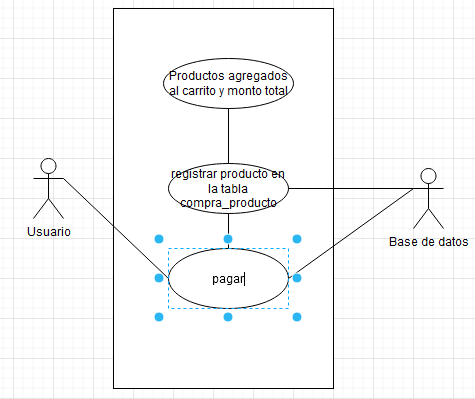 Productos agregados
al carrito y monto total
registrar producto en
la tabla
compra_producto
Usuario
Base de datos
pagar